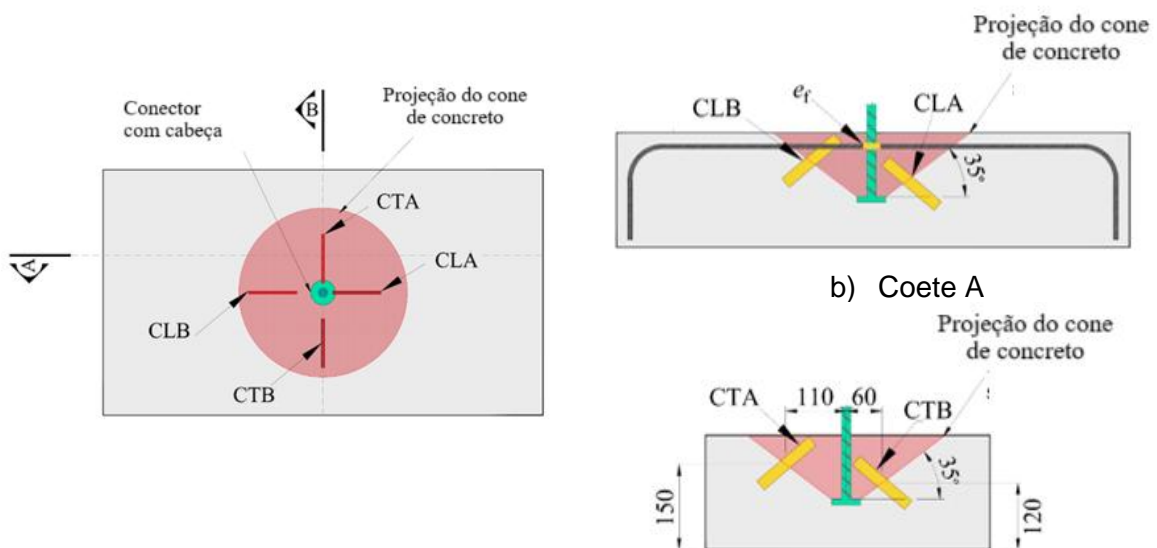 B
Conector
com cabeça
Projeção do cone
de concreto
CTA
A
CLA
CLB
CTB
Projeção do cone
de concreto
e_f
CLB
CLA
35°
b) Coete A
Projeção do cone
de concreto
CTA
110
60
CTB
35°
150
120